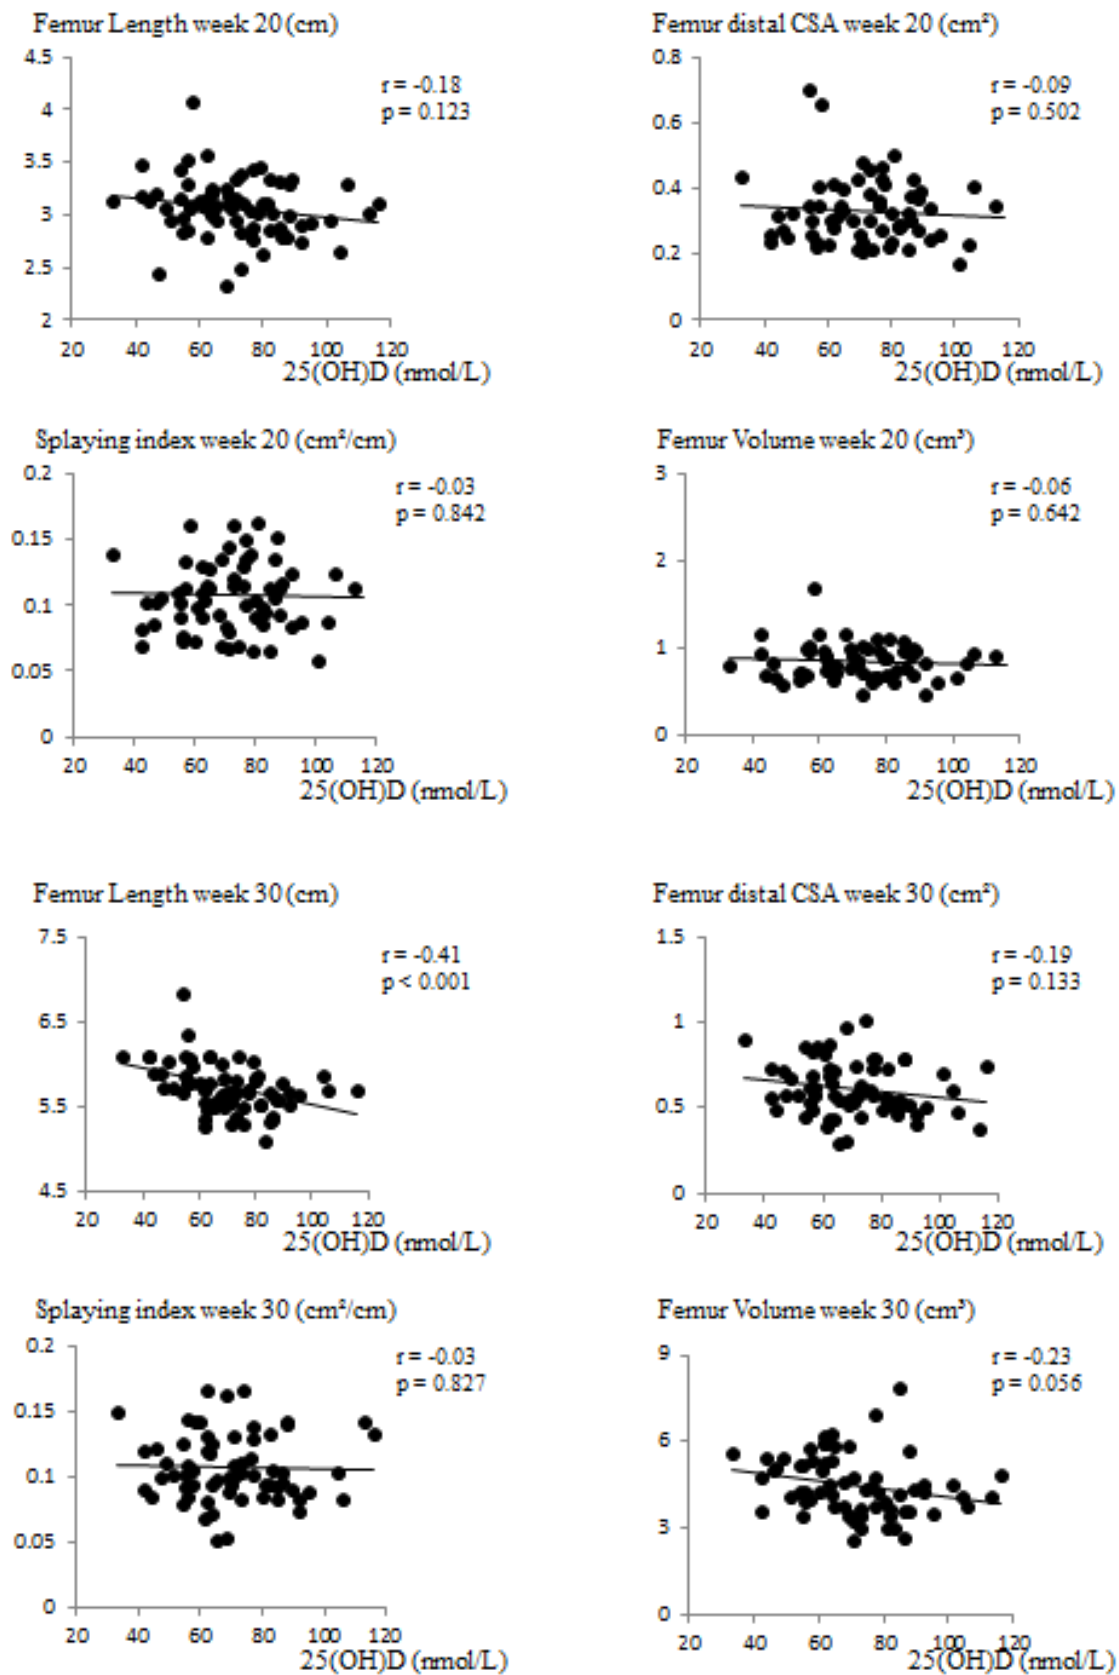 Femur Length week 20 (cm)
4.5
4
3.5
3
2.5
2
20 40 60 80 100 120
25(OH)D (nmol/L)
r = -0.18
p = 0.123
Femur distal CSA week 20 (cm²)
0.8
0.6
0.4
0.2
0
20 40 60 80 100 120
25(OH)D (nmol/L)
r = -0.09
p = 0.502
Splaying index week 20 (cm²/cm)
0.2
0.15
0.1
0.05
0
20 40 60 80 100 120
25(OH)D (nmol/L)
r = -0.03
p = 0.842
Femur Volume week 20 (cm³)
3
2
1
0
20 40 60 80 100 120
25(OH)D (nmol/L)
r = -0.06
p = 0.642
Femur Length week 30 (cm)
7.5
6.5
5.5
4.5
20 40 60 80 100 120
25(OH)D (nmol/L)
r = -0.41
p < 0.001
Femur distal CSA week 30 (cm²)
1.5
1
0.5
0
20 40 60 80 100 120
25(OH)D (nmol/L)
r = -0.19
p = 0.133
Splaying index week 30 (cm²/cm)
0.2
0.15
0.1
0.05
0
20 40 60 80 100 120
25(OH)D (nmol/L)
r = -0.03
p = 0.827
Femur Volume week 30 (cm³)
9
6
3
0
20 40 60 80 100 120
25(OH)D (nmol/L)
r = -0.23
p = 0.056